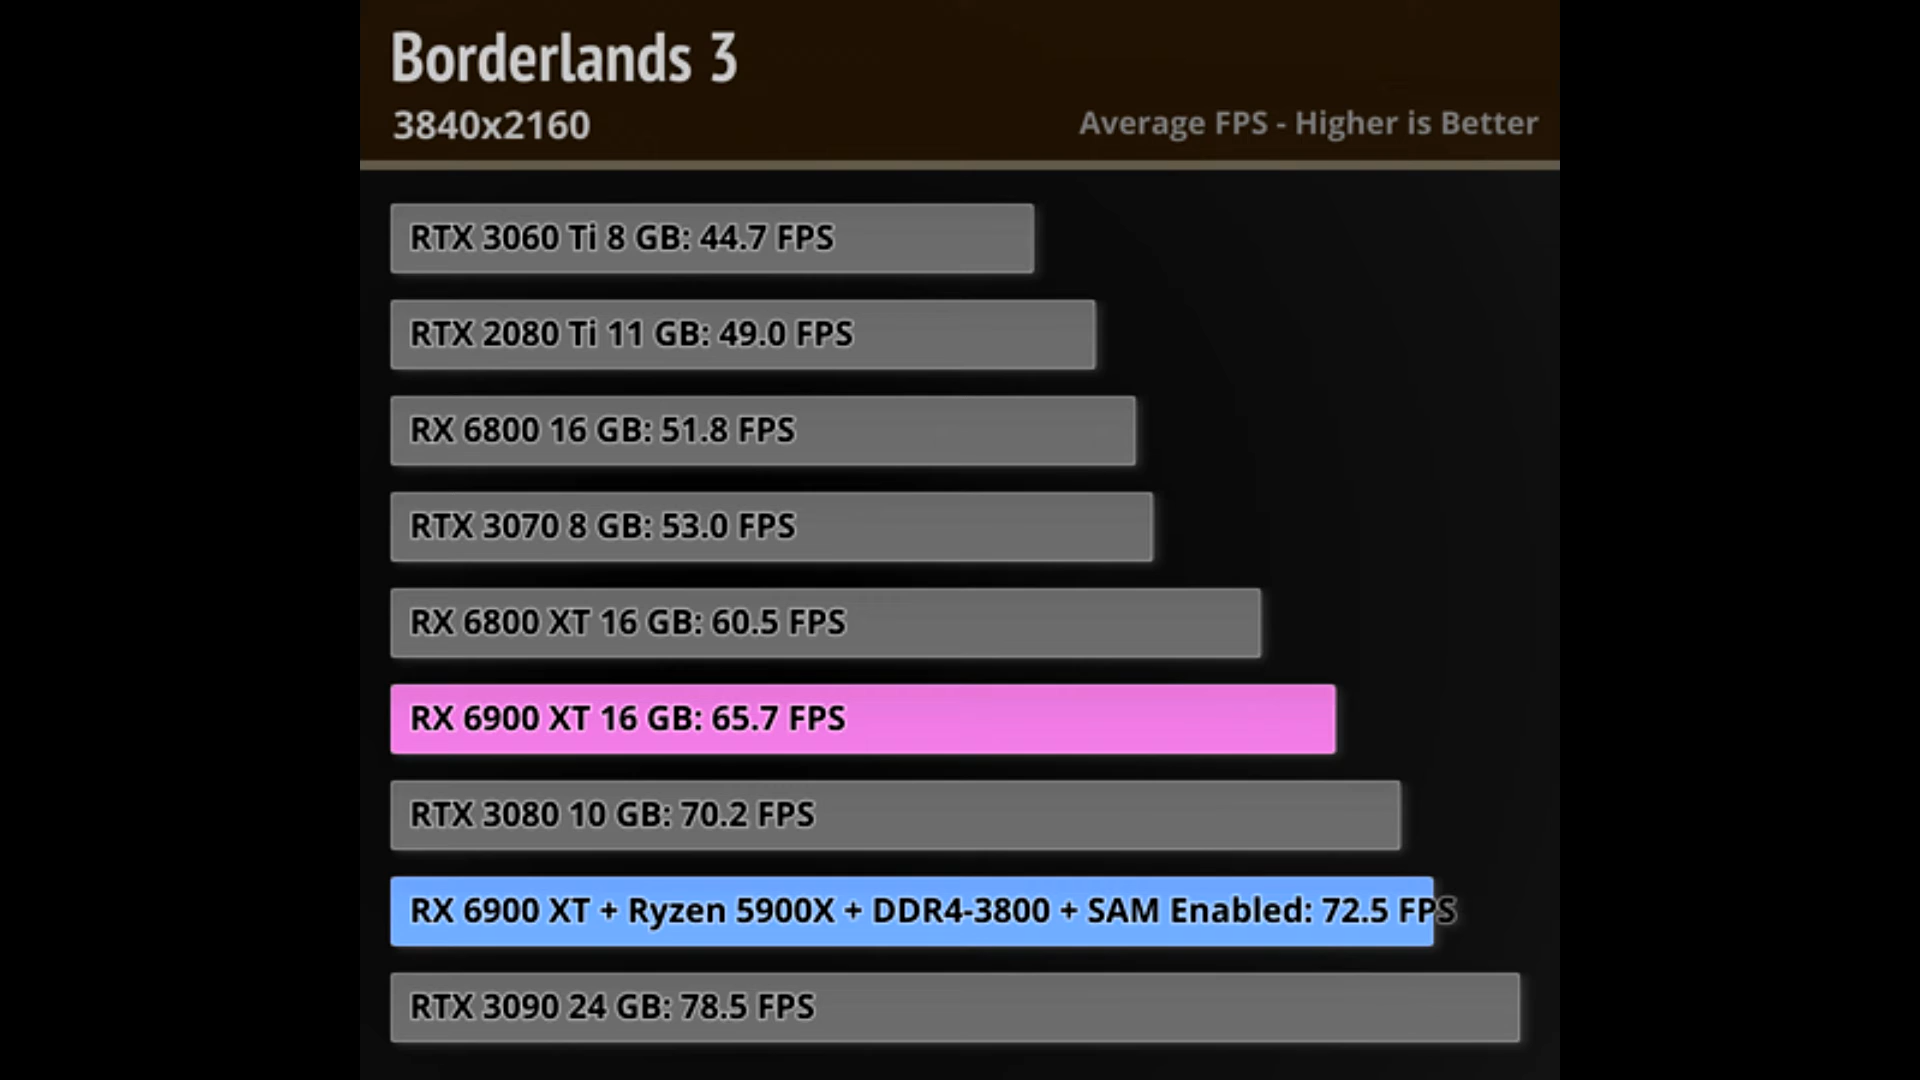 Borderlands 3
3840x2160
Average FPS - Higher is Better
RTX 3060 Ti 8 GB: 44.7 FPS
RTX 2080 Ti 11 GB: 49.0 FPS
RX 6800 16 GB: 51.8 FPS
RTX 3070 8 GB: 53.0 FPS
RX 6800 XT 16 GB: 60.5 FPS
RX 6900 XT 16 GB: 65.7 FPS
RTX 3080 10 GB: 70.2 FPS
RX 6900 XT + Ryzen 5900X + DDR4-3800 + SAM Enabled: 72.5 FPS
RTX 3090 24 GB: 78.5 FPS